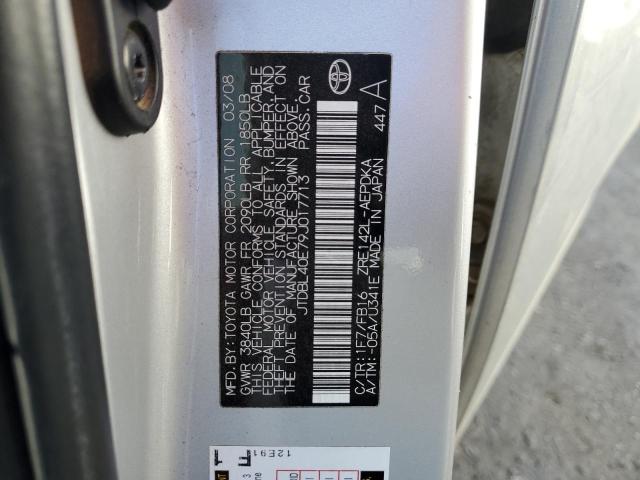 MFD.BY:TOYOTA MOTOR CORPORATION 03/08
GVWR 3840LB GAWR FR 2090LB RR 1850LB
THIS VEHICLE CONFORMS TO ALL APPLICABLE
FEDERAL MOTOR VEHICLE SAFETY, BUMPER, AND
THEFT PREVENTION STANDARDS IN EFFECT ON
THE DATE OF MANUFACTURE SHOWN ABOVE.
JTDBL40E79J017713 PASS.CAR
C/TR:1F7/FB16 ZRE142L-AEPDKA
A/TM:-05A/U341E MADE IN JAPAN
447 A
12E91